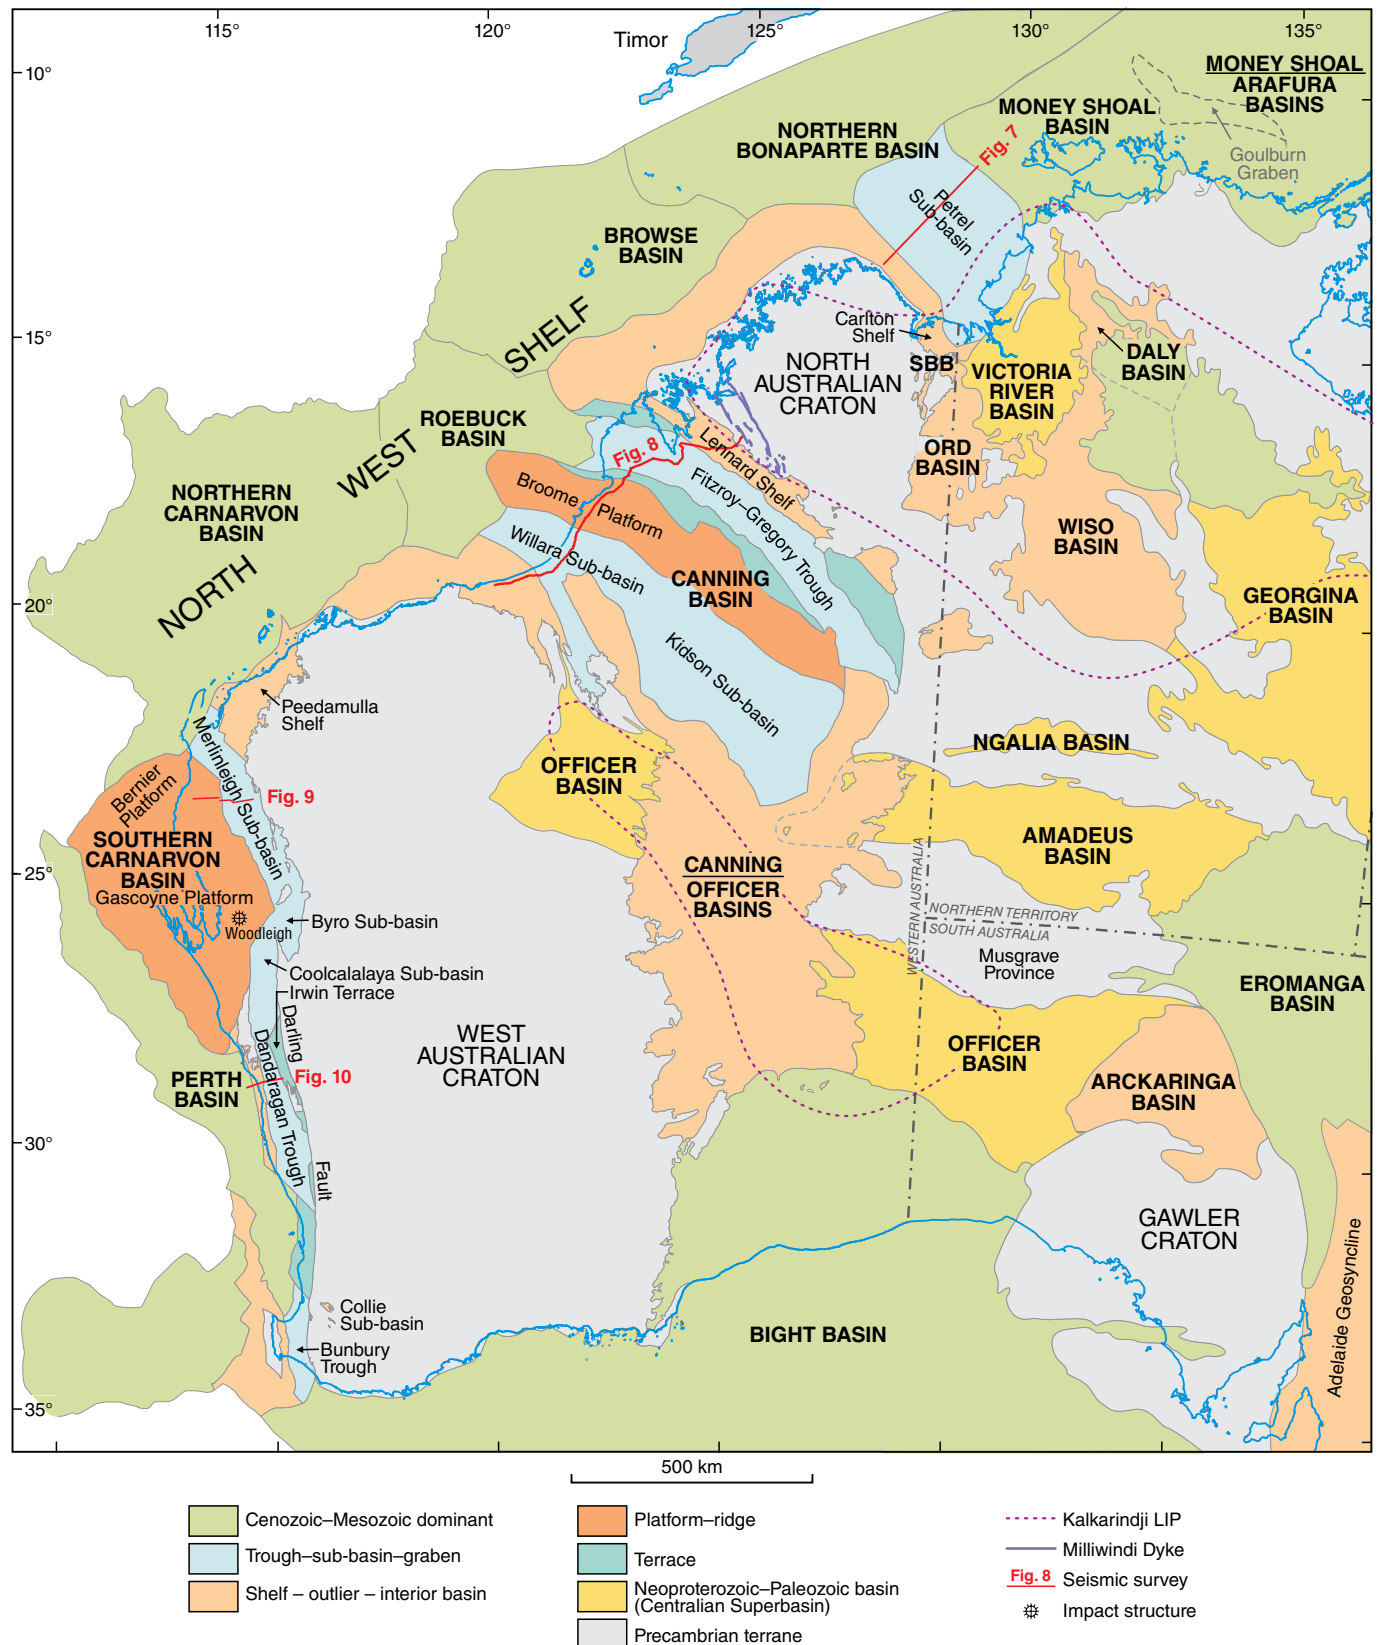 115°
120°
125°
130°
135°
Timor
10°
MONEY SHOAL
ARAFURA
BASINS
MONEY SHOAL
BASIN
NORTHERN
BONAPARTE BASIN
Fig. 7
Goulburn
Graben
Petrel
Sub-basin
BROWSE
BASIN
15°
SHELF
Carlton
Shelf
SBB
NORTH
AUSTRALIAN
CRATON
VICTORIA
RIVER
BASIN
DALY
BASIN
ROEBUCK
BASIN
WEST
Fig. 8
Lennard Shelf
ORD
BASIN
Fitzroy–Gregory Trough
Broome Platform
NORTHERN
CARNARVON
BASIN
Willara Sub-basin
WISO
BASIN
NORTH
CANNING
BASIN
GEORGINA
BASIN
20°
Kidson Sub-basin
Peedamulla
Shelf
Merlinleigh Sub-basin
NGALIA BASIN
OFFICER
BASIN
Bernier
Platform
Fig. 9
SOUTHERN
CARNARVON
BASIN
AMADEUS
BASIN
25°
CANNING
OFFICER
BASINS
Gascoyne Platform
Woodleigh
Byro Sub-basin
WESTERN AUSTRALIA
NORTHERN TERRITORY
SOUTH AUSTRALIA
Musgrave
Province
Coolcalalaya Sub-basin
Irwin Terrace
EROMANGA
BASIN
Darling
WEST
AUSTRALIAN
CRATON
OFFICER
BASIN
Dandaragan Trough
Fig. 10
PERTH
BASIN
ARCKARINGA
BASIN
30°
Fault
GAWLER
CRATON
Adelaide Geosyncline
Collie
Sub-basin
BIGHT BASIN
Bunbury
Trough
35°
500 km
Cenozoic–Mesozoic dominant
Trough–sub-basin–graben
Shelf – outlier – interior basin
Platform–ridge
Terrace
Neoproterozoic–Paleozoic basin
(Centralian Superbasin)
Precambrian terrane
Kalkarindji LIP
Milliwindi Dyke
Fig. 8 Seismic survey
Impact structure